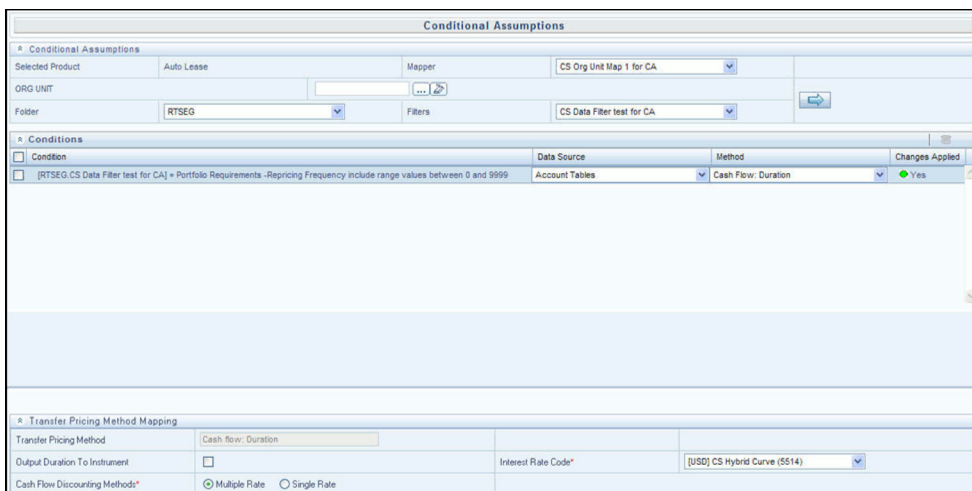 Conditional Assumptions
Conditional Assumptions
Selected Product Auto Lease Mapper CS Org Unit Map 1 for CA
ORG UNIT ...
Folder RTSEG Filters CS Data Filter test for CA
Conditions
Condition Data Source Method Changes Applied
[RTSEG.CS Data Filter test for CA] = Portfolio Requirements -Repricing Frequency include range values between 0 and 9999 Account Tables Cash Flow: Duration Yes
Transfer Pricing Method Mapping
Transfer Pricing Method Cash flow: Duration
Output Duration To Instrument Interest Rate Code* [USD] CS Hybrid Curve (5514)
Cash Flow Discounting Methods* Multiple Rate Single Rate